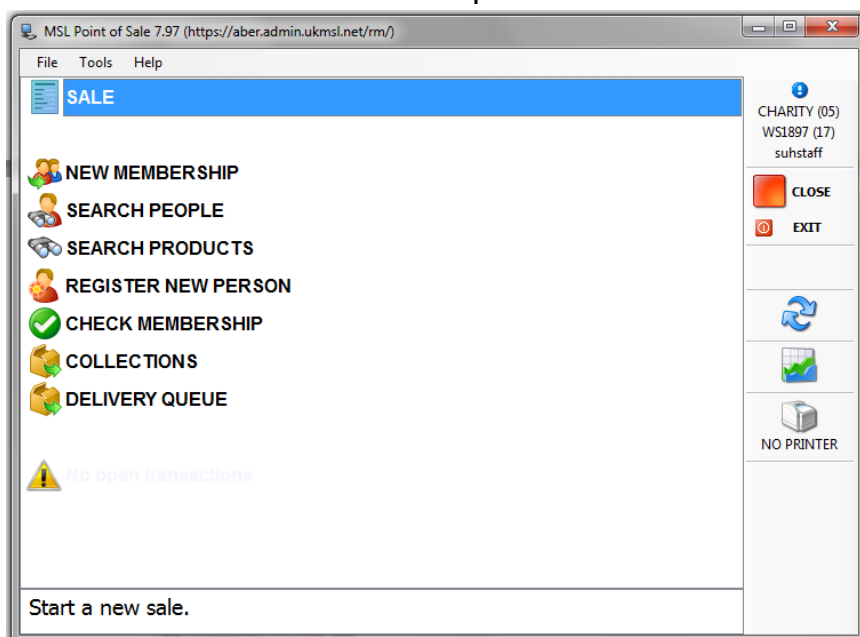 MSL Point of Sale 7.97 (https://aber.admin.ukmsl.net/rm/)
File Tools Help
SALE
NEW MEMBERSHIP
SEARCH PEOPLE
SEARCH PRODUCTS
REGISTER NEW PERSON
CHECK MEMBERSHIP
COLLECTIONS
DELIVERY QUEUE
No open transactions
Start a new sale.
CHARITY (05)
WS1897 (17)
suhstaff
CLOSE
EXIT
NO PRINTER